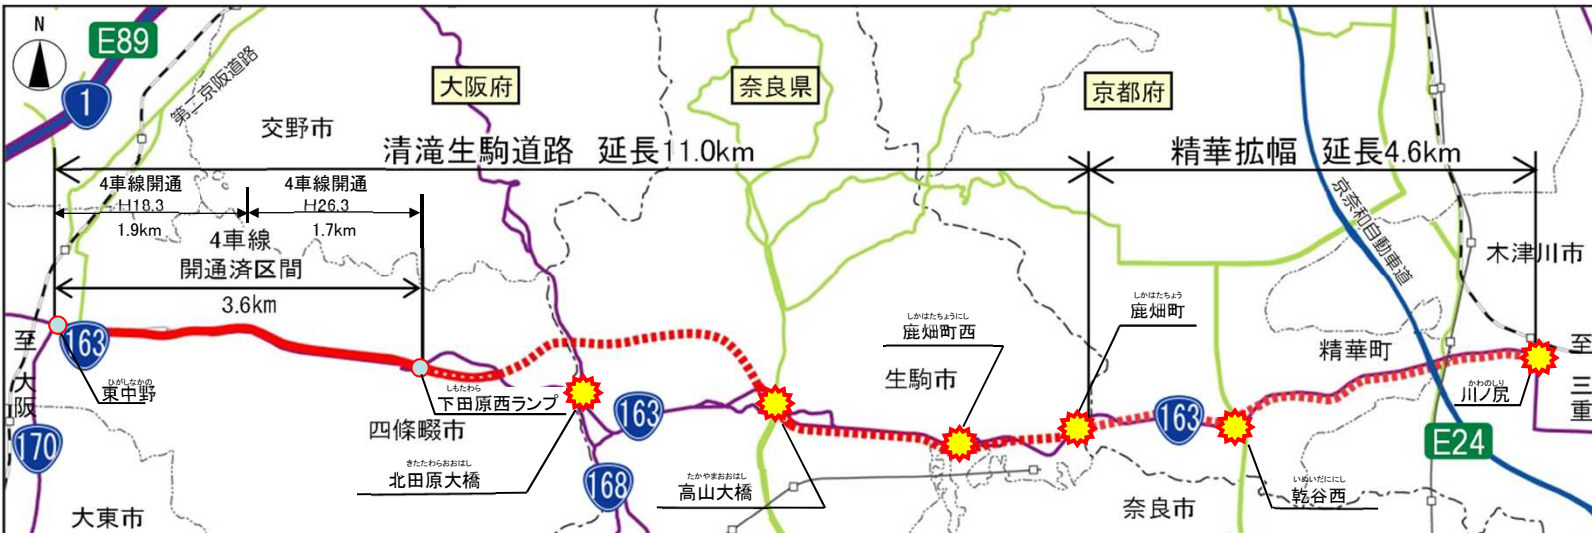 N
E89
1
第二京阪道路
大阪府
奈良県
京都府
交野市
清滝生駒道路 延長11.0km
精華拡幅 延長4.6km
4車線開通
H18.3
1.9km
4車線開通
H26.3
1.7km
4車線
開通済区間
3.6km
京奈和自動車道
木津川市
至
大
阪
163
ひがしなかの
東中野
しもたわら
下田原西ランプ
四條畷市
きたたわらおおはし
北田原大橋
163
168
170
大東市
たかやまおおはし
高山大橋
しかはたちょうにし
鹿畑町西
生駒市
しかはたちょう
鹿畑町
163
精華町
かわのしり
川ノ尻
至
三
重
E24
いぬいだににし
乾谷西
奈良市